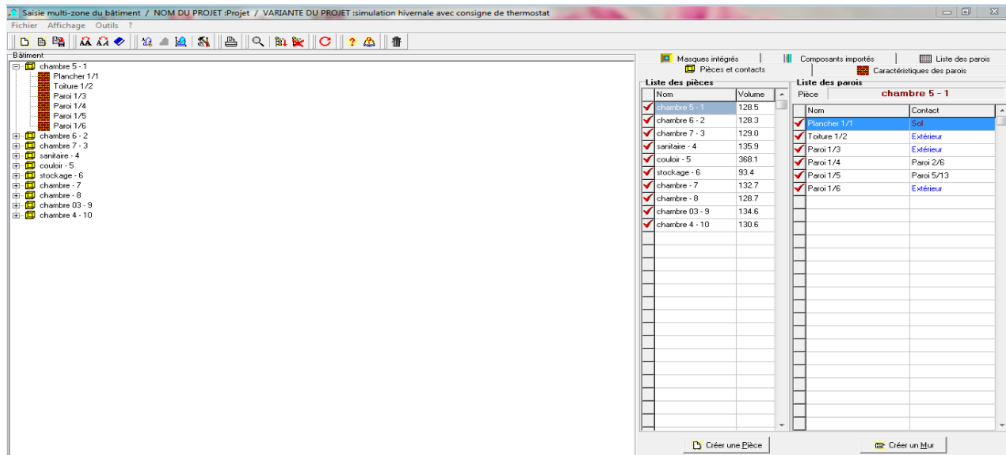 Saisie multi-zone du bâtiment / NOM DU PROJET :Projet / VARIANTE DU PROJET :simulation hivernale avec consigne de thermostat
Fichier Affichage Outils ?
Bâtiment
chambre 5 - 1
Plancher 1/1
Toiture 1/2
Paroi 1/3
Paroi 1/4
Paroi 1/5
Paroi 1/6
chambre 6 - 2
chambre 7 - 3
sanitaire - 4
couloir - 5
stockage - 6
chambre - 7
chambre - 8
chambre 03 - 9
chambre 4 - 10
Masques intégrés Composants importés Liste des parois
Pièces et contacts Caractéristiques des parois
Liste des pièces
Nom Volume
chambre 5 - 1 128.5
chambre 6 - 2 128.3
chambre 7 - 3 129.0
sanitaire - 4 135.9
couloir - 5 368.1
stockage - 6 93.4
chambre - 7 132.7
chambre - 8 128.7
chambre 03 - 9 134.6
chambre 4 - 10 130.6
Créer une Pièce
Liste des parois
Pièce chambre 5 - 1
Nom Contact
Plancher 1/1 Sol
Toiture 1/2 Extérieur
Paroi 1/3 Extérieur
Paroi 1/4 Paroi 2/6
Paroi 1/5 Paroi 5/13
Paroi 1/6 Extérieur
Créer un Mur